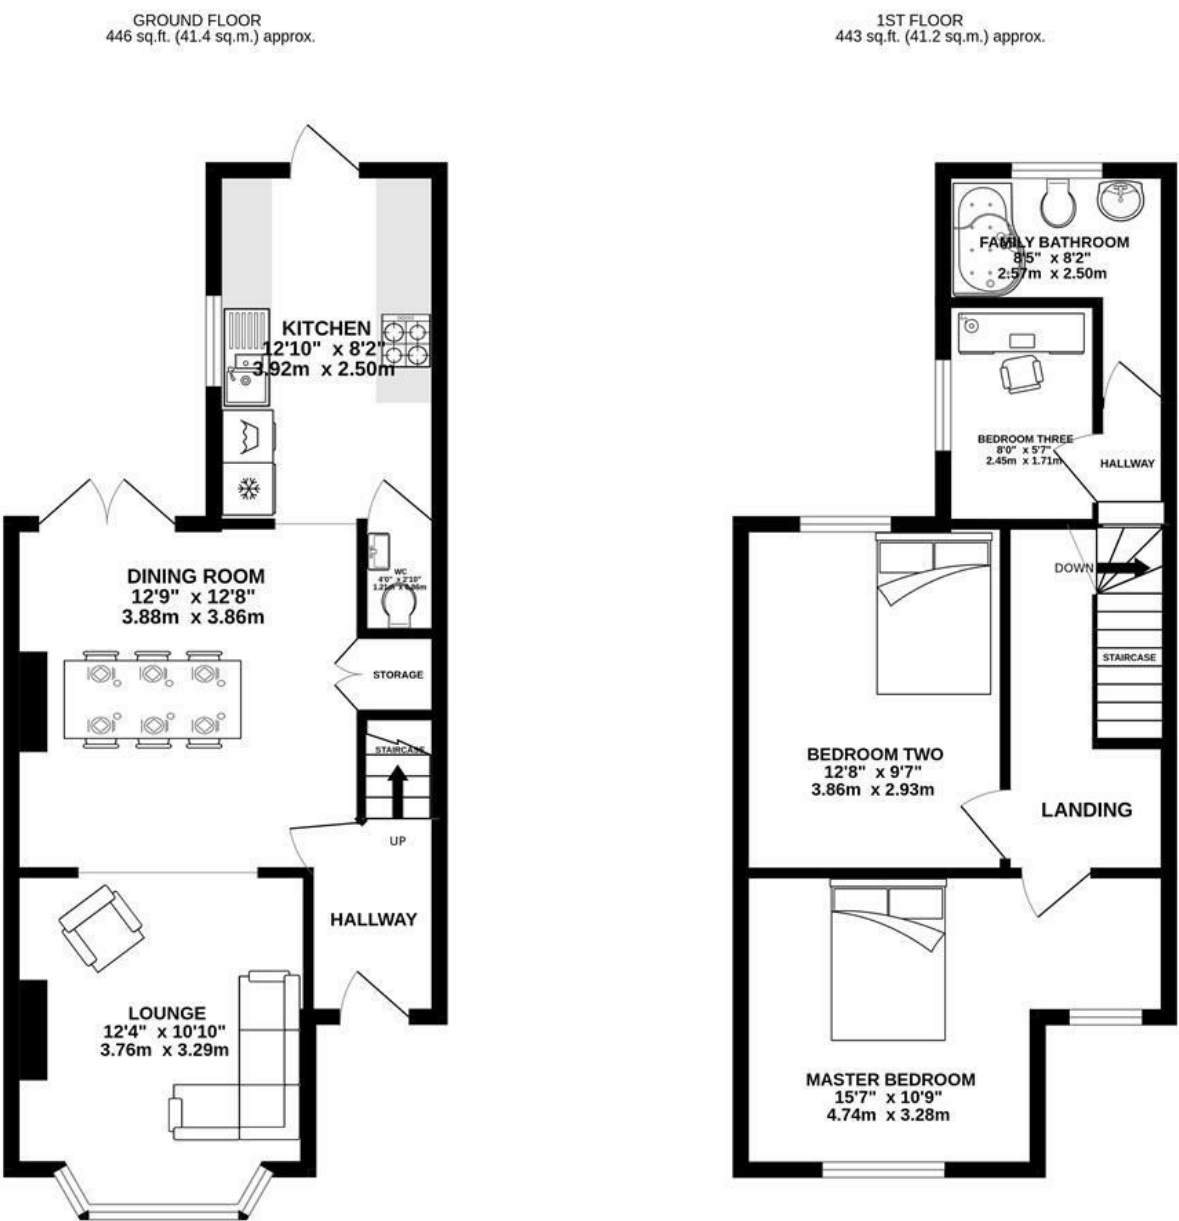 GROUND FLOOR
446 sq.ft. (41.4 sq.m.) approx.
1ST FLOOR
443 sq.ft. (41.2 sq.m.) approx.
KITCHEN
12'10" x 8'2"
3.92m x 2.50m
DINING ROOM
12'9" x 12'8"
3.88m x 3.86m
WC
4'0" x 2'10"
STORAGE
STAIRCASE
UP
HALLWAY
LOUNGE
12'4" x 10'10"
3.76m x 3.29m
FAMILY BATHROOM
8'5" x 8'2"
2.57m x 2.50m
BEDROOM THREE
8'0" x 5'7"
2.45m x 1.71m
HALLWAY
DOWN
STAIRCASE
BEDROOM TWO
12'8" x 9'7"
3.86m x 2.93m
LANDING
MASTER BEDROOM
15'7" x 10'9"
4.74m x 3.28m